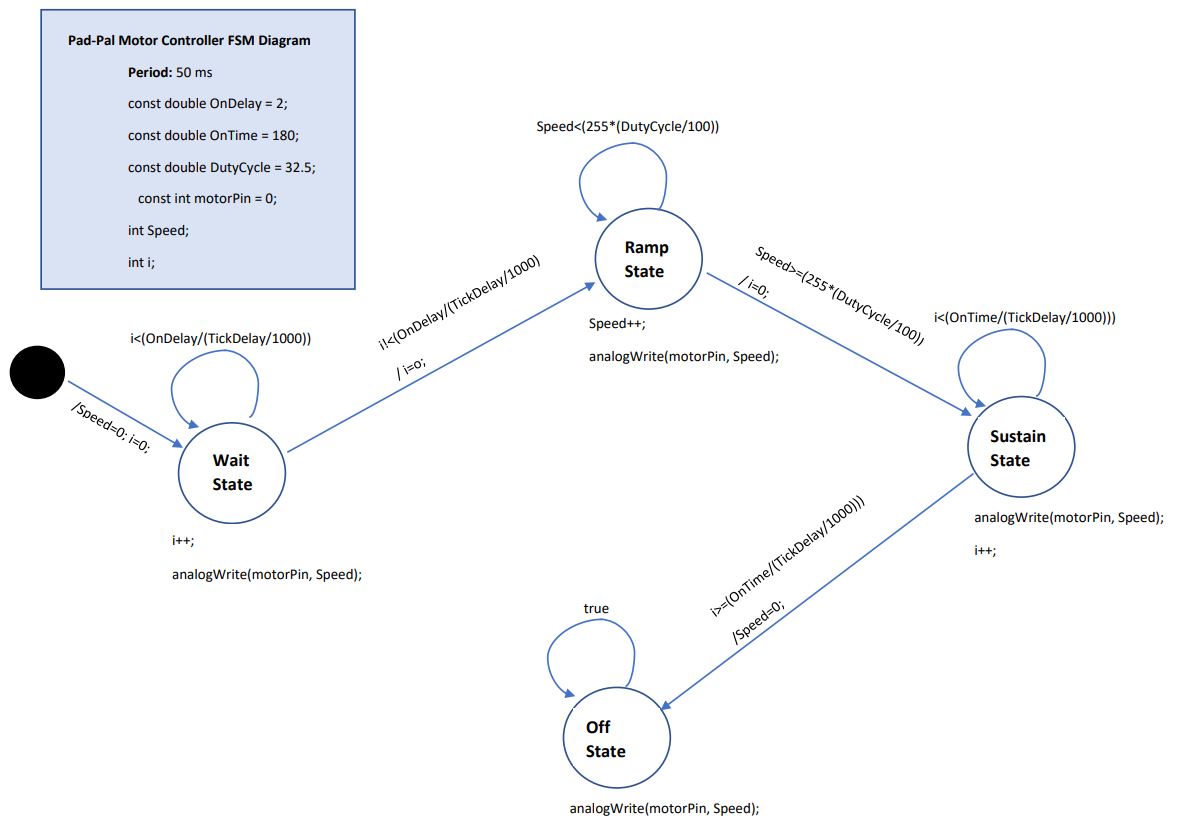 Pad-Pal Motor Controller FSM Diagram
Period: 50 ms
const double OnDelay = 2;
const double OnTime = 180;
const double DutyCycle = 32.5;
const int motorPin = 0;
int Speed;
int i;
Speed<(255*(DutyCycle/100))
Ramp
State
Speed++;
analogWrite(motorPin, Speed);
i!<(OnDelay/(TickDelay/1000)
/ i=o;
Speed>=(255*(DutyCycle/100))
/ i=0;
i<(OnDelay/(TickDelay/1000))
/Speed=0; i=0;
Wait
State
i++;
analogWrite(motorPin, Speed);
i<(OnTime/(TickDelay/1000)))
Sustain
State
analogWrite(motorPin, Speed);
i++;
i>=(OnTime/(TickDelay/1000)))
/Speed=0;
true
Off
State
analogWrite(motorPin, Speed);